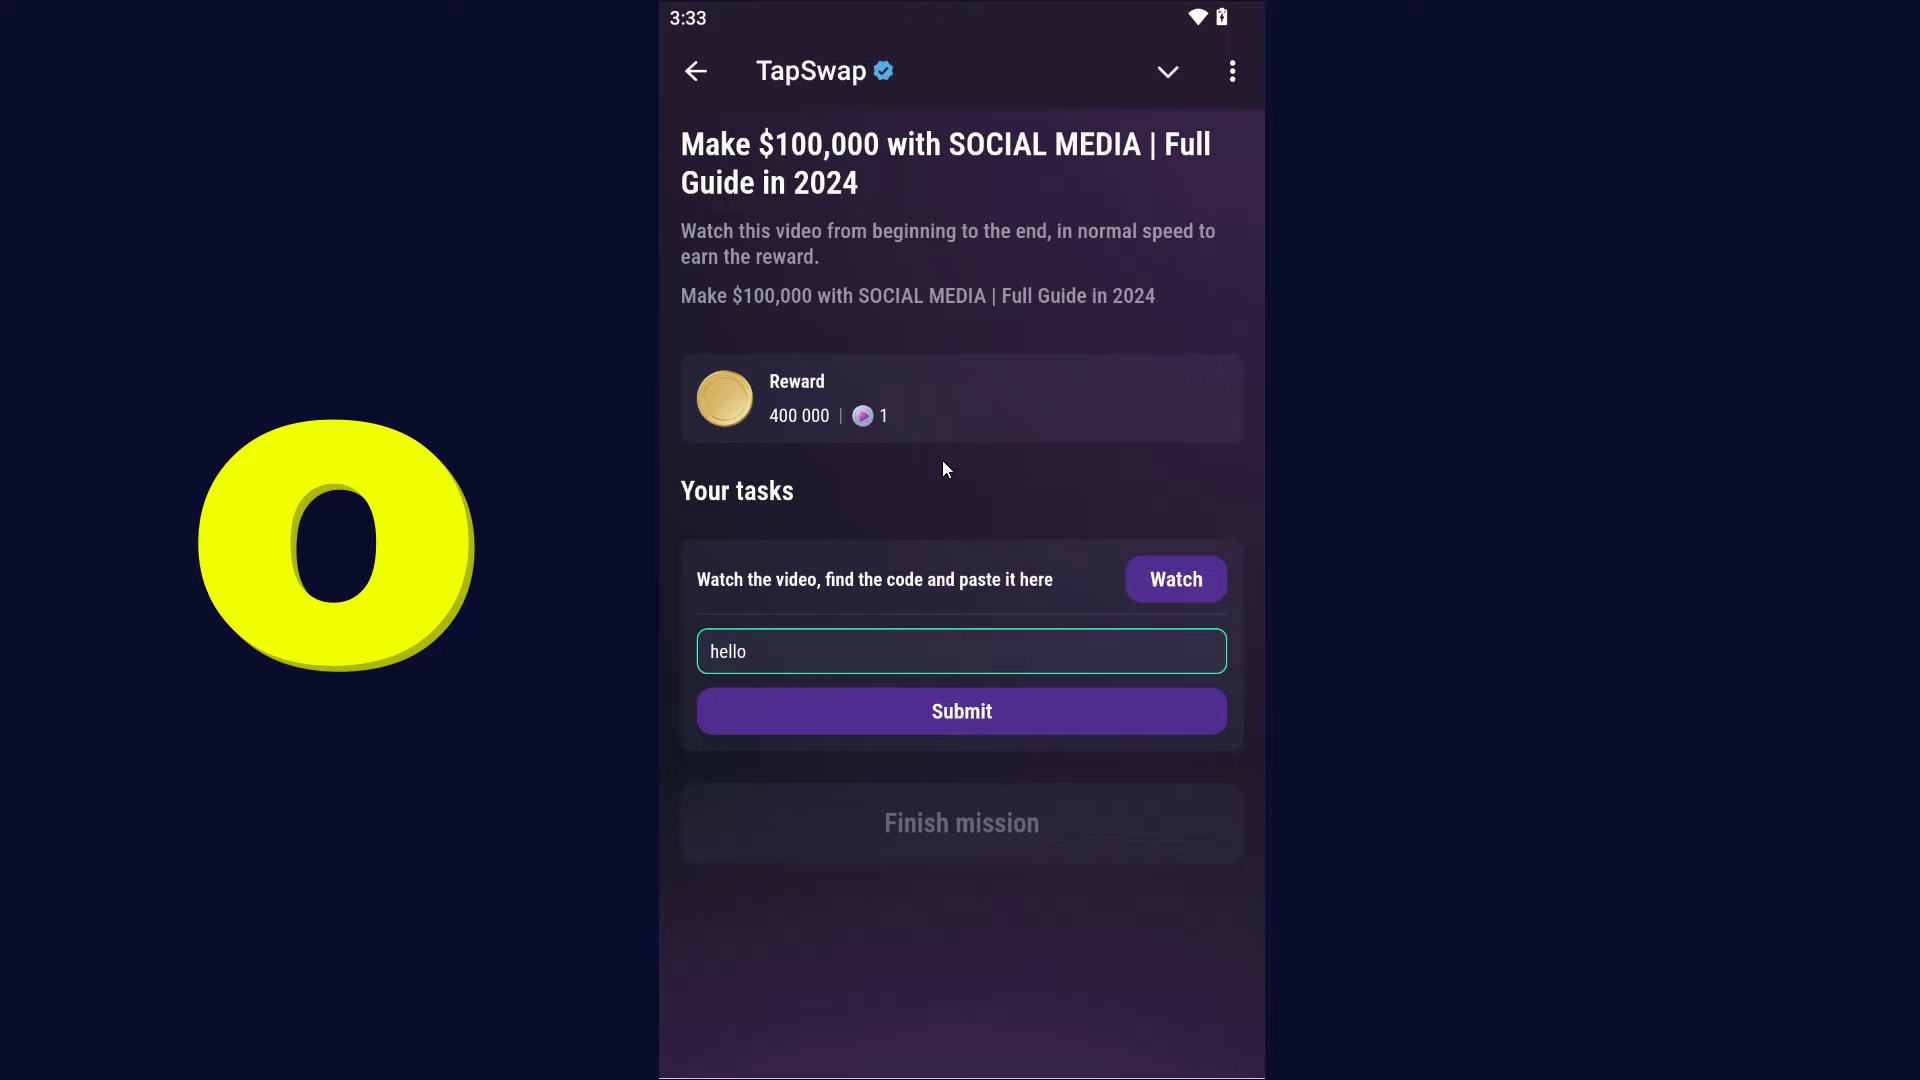 3:33
TapSwap
Make $100,000 with SOCIAL MEDIA | Full
Guide in 2024
Watch this video from beginning to the end, in normal speed to
earn the reward.
Make $100,000 with SOCIAL MEDIA | Full Guide in 2024
Reward
400 000 | 1
Your tasks
O
Watch the video, find the code and paste it here
Watch
hello
Submit
Finish mission